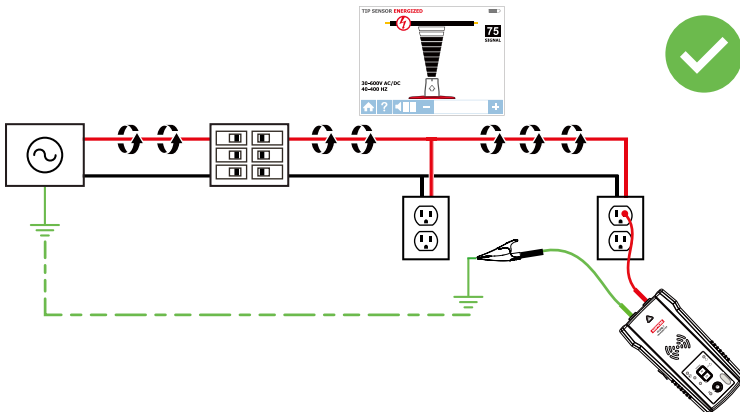 TIP SENSOR ENERGIZED
75
SIGNAL
30-600V AC/DC
40-400 HZ
?